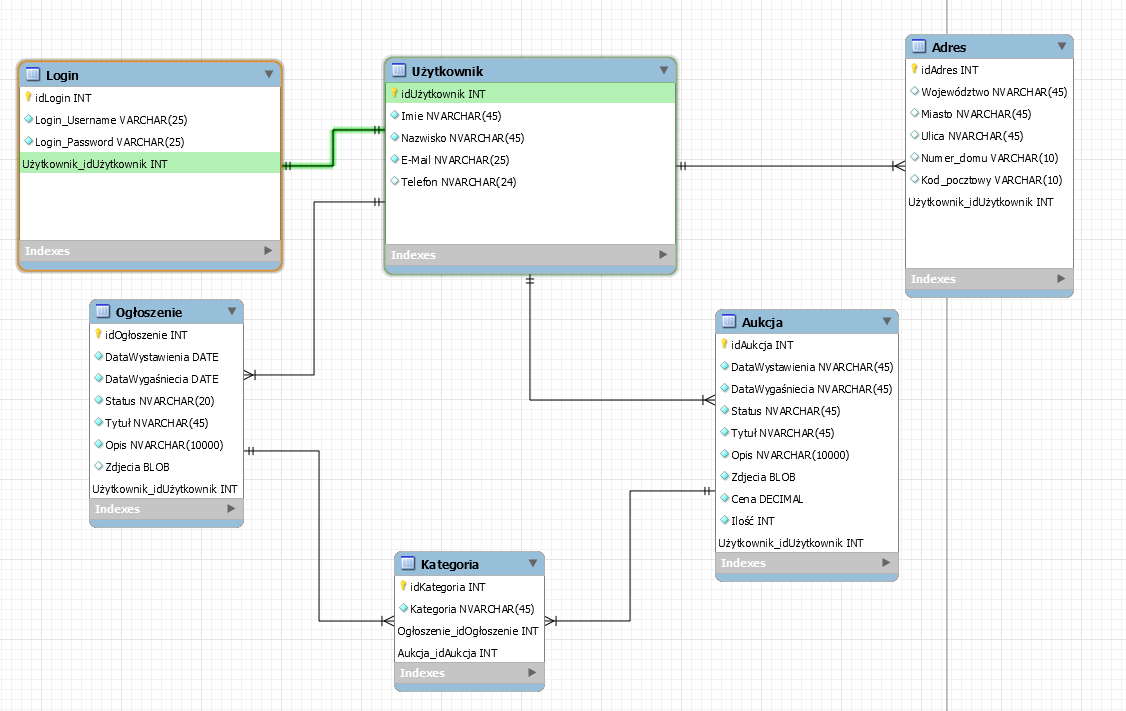 Login
idLogin INT
Login_Username VARCHAR(25)
Login_Password VARCHAR(25)
Użytkownik_idUżytkownik INT
Indexes
Użytkownik
idUżytkownik INT
Imie NVARCHAR(45)
Nazwisko NVARCHAR(45)
E-Mail NVARCHAR(25)
Telefon NVARCHAR(24)
Indexes
Adres
idAdres INT
Województwo NVARCHAR(45)
Miasto NVARCHAR(45)
Ulica NVARCHAR(45)
Numer_domu VARCHAR(10)
Kod_pocztowy VARCHAR(10)
Użytkownik_idUżytkownik INT
Indexes
Ogłoszenie
idOgłoszenie INT
DataWystawienia DATE
DataWygaśniecia DATE
Status NVARCHAR(20)
Tytuł NVARCHAR(45)
Opis NVARCHAR(10000)
Zdjecia BLOB
Użytkownik_idUżytkownik INT
Indexes
Aukcja
idAukcja INT
DataWystawienia NVARCHAR(45)
DataWygaśniecia NVARCHAR(45)
Status NVARCHAR(45)
Tytuł NVARCHAR(45)
Opis NVARCHAR(10000)
Zdjecia BLOB
Cena DECIMAL
Ilość INT
Użytkownik_idUżytkownik INT
Indexes
Kategoria
idKategoria INT
Kategoria NVARCHAR(45)
Ogłoszenie_idOgłoszenie INT
Aukcja_idAukcja INT
Indexes